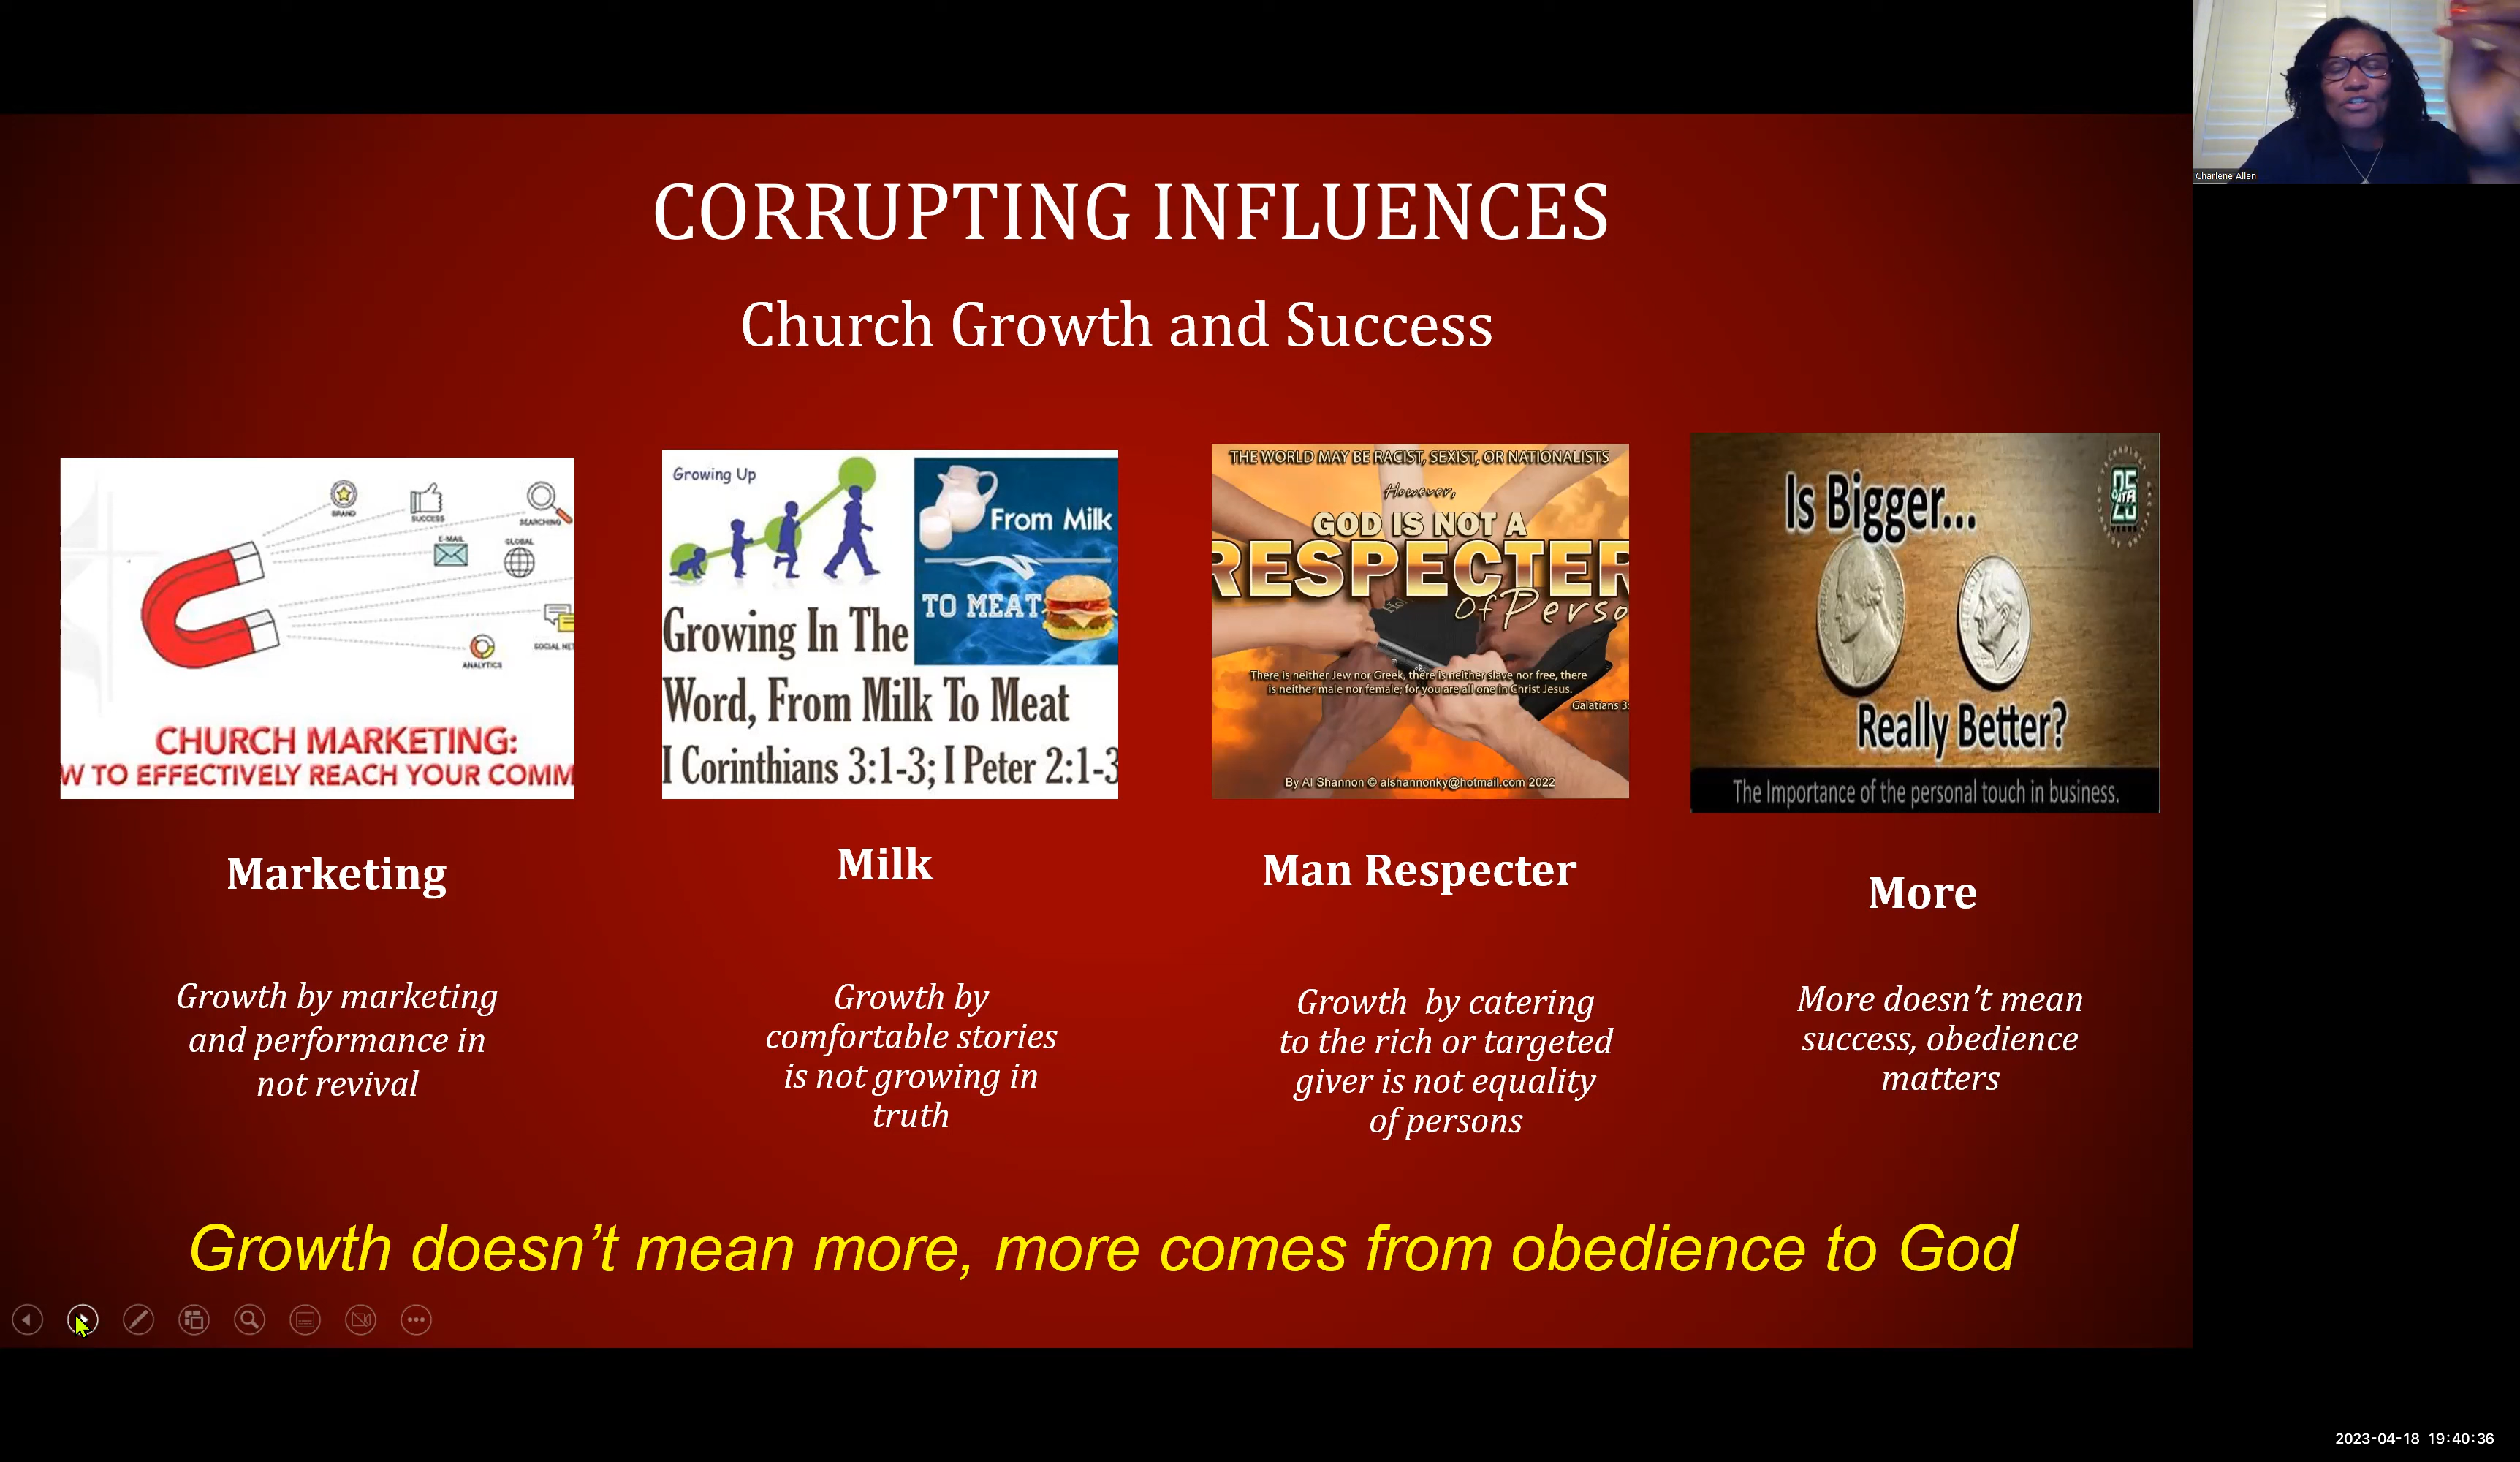 Charlene Allen
CORRUPTING INFLUENCES
Church Growth and Success
BRAND
SUCCESS
SEARCHING
E-MAIL
GLOBAL
SOCIAL NET
ANALYTICS
CHURCH MARKETING:
W TO EFFECTIVELY REACH YOUR COMM
Growing Up
From Milk
TO MEAT
Growing In The
Word, From Milk To Meat
I Corinthians 3:1-3; I Peter 2:1-3
THE WORLD MAY BE RACIST, SEXIST, OR NATIONALISTS
However,
GOD IS NOT A
RESPECTER
Of Perso
There is neither Jew nor Greek, there is neither slave nor free, there
is neither male nor female; for you are all one in Christ Jesus.
Galatians 3:
By Al Shannon © alshannonky@hotmail.com 2022
Is Bigger...
Really Better?
The Importance of the personal touch in business.
Marketing
Milk
Man Respecter
More
Growth by marketing
and performance in
not revival
Growth by
comfortable stories
is not growing in
truth
Growth  by catering
to the rich or targeted
giver is not equality
of persons
More doesn’t mean
success, obedience
matters
Growth doesn’t mean more, more comes from obedience to God
2023-04-18 19:40:36